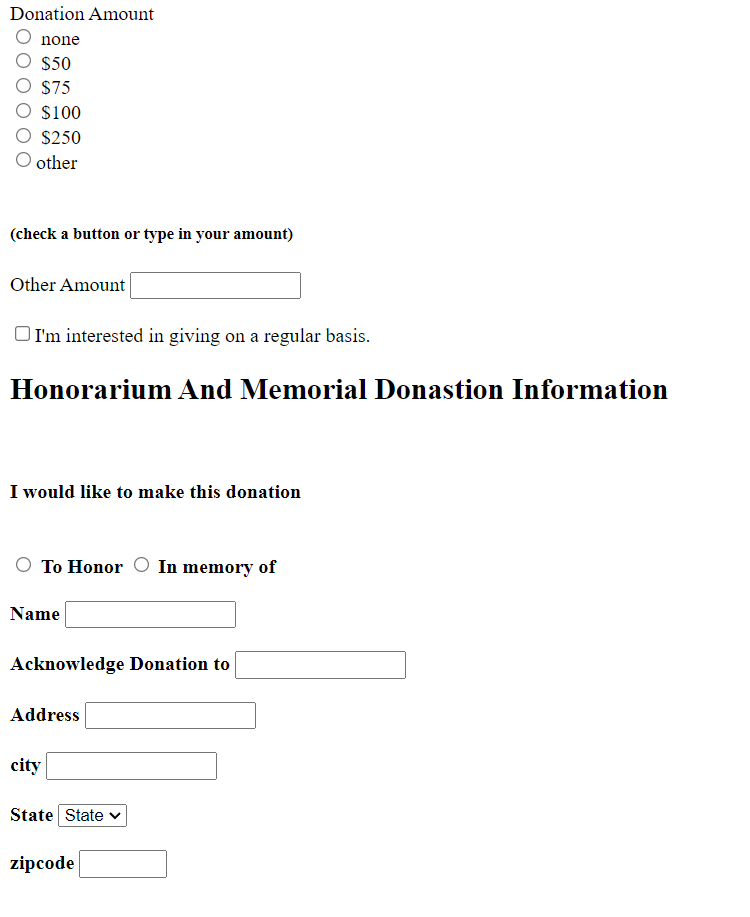 Donation Amount
none
$50
$75
$100
$250
other
(check a button or type in your amount)
Other Amount
I'm interested in giving on a regular basis.
Honorarium And Memorial Donastion Information
I would like to make this donation
To Honor In memory of
Name
Acknowledge Donation to
Address
city
State State
zipcode